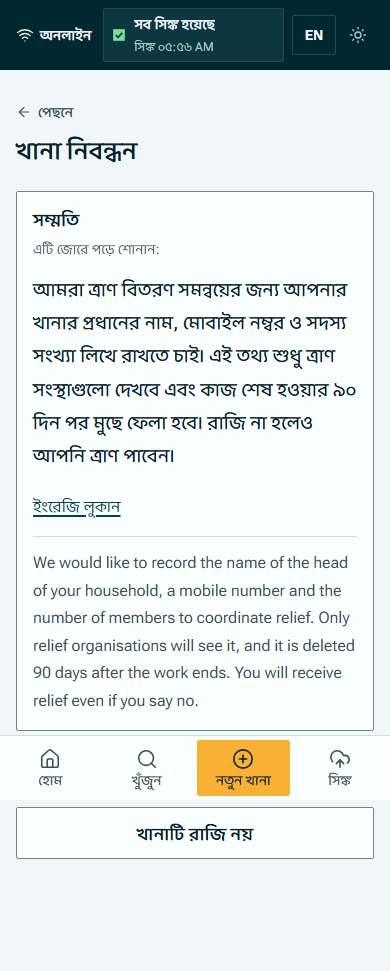 অনলাইন
সব সিঙ্ক হয়েছে
সিঙ্ক ০৫:৫৬ AM
EN
পেছনে
খানা নিবন্ধন
সম্মতি
এটি জোরে পড়ে শোনান:
আমরা ত্রাণ বিতরণ সমন্বয়ের জন্য আপনার
খানার প্রধানের নাম, মোবাইল নম্বর ও সদস্য
সংখ্যা লিখে রাখতে চাই। এই তথ্য শুধু ত্রাণ
সংস্থাগুলো দেখবে এবং কাজ শেষ হওয়ার ৯০
দিন পর মুছে ফেলা হবে। রাজি না হলেও
আপনি ত্রাণ পাবেন।
ইংরেজি লুকান
We would like to record the name of the head
of your household, a mobile number and the
number of members to coordinate relief. Only
relief organisations will see it, and it is deleted
90 days after the work ends. You will receive
relief even if you say no.
হোম
খুঁজুন
নতুন খানা
সিঙ্ক
খানাটি রাজি নয়